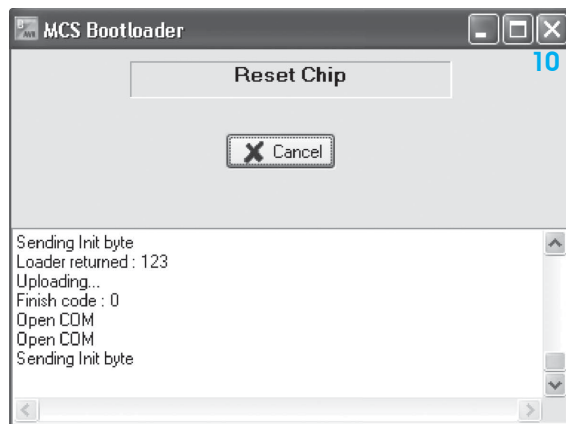 MCS Bootloader
10
Reset Chip
Cancel
Sending Init byte
Loader returned : 123
Uploading...
Finish code : 0
Open COM
Open COM
Sending Init byte